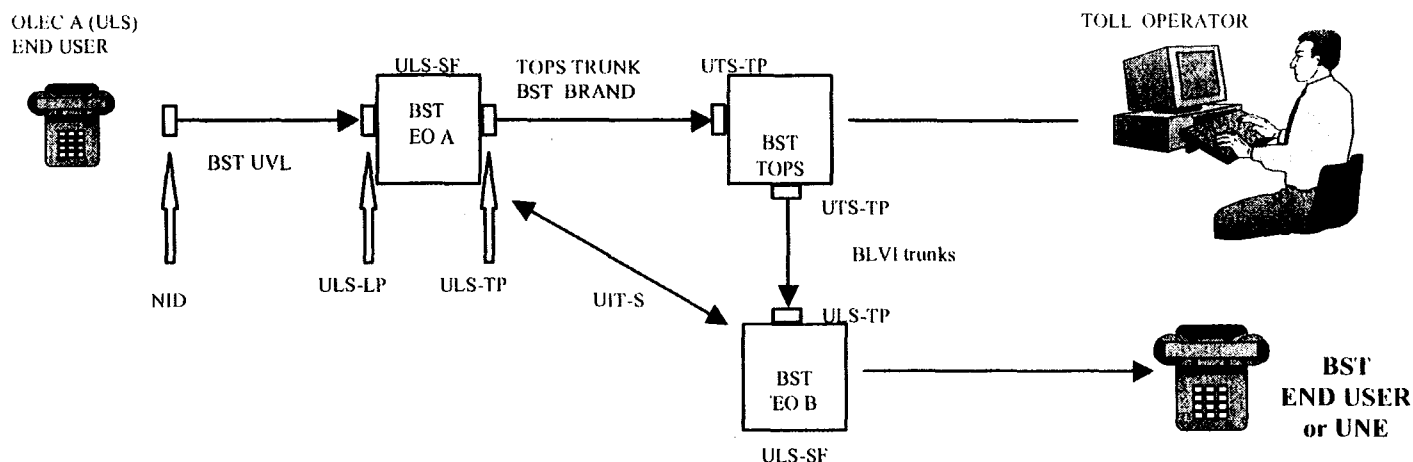 OLEC A (ULS)
END USER
TOLL OPERATOR
ULS-SF
TOPS TRUNK
BST BRAND
UTS-TP
BST
EO A
BST UVL
BST
TOPS
UTS-TP
BLVI trunks
NID
ULS-LP
ULS-TP
UIT-S
ULS-TP
BST
EO B
ULS-SF
BST
END USER
or UNE